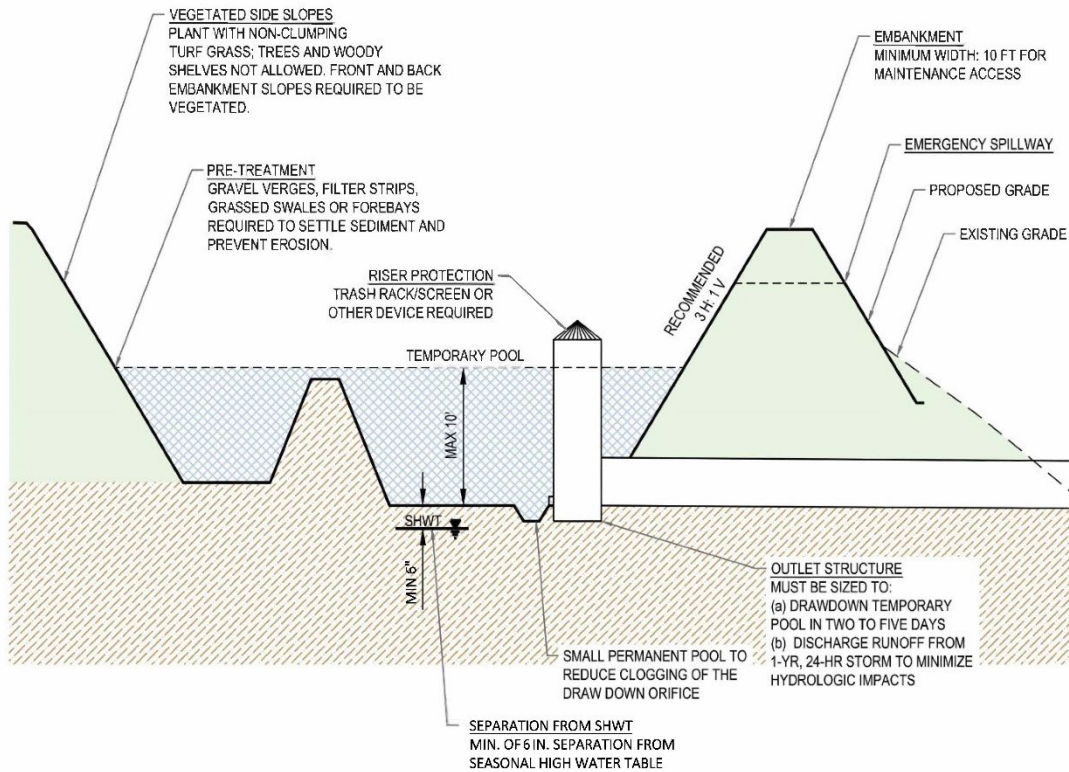 VEGETATED SIDE SLOPES
PLANT WITH NON-CLUMPING
TURF GRASS; TREES AND WOODY
SHELVES NOT ALLOWED. FRONT AND BACK
EMBANKMENT SLOPES REQUIRED TO BE
VEGETATED.
EMBANKMENT
MINIMUM WIDTH: 10 FT FOR
MAINTENANCE ACCESS
EMERGENCY SPILLWAY
PROPOSED GRADE
EXISTING GRADE
PRE-TREATMENT
GRAVEL VERGES, FILTER STRIPS,
GRASSED SWALES OR FOREBAYS
REQUIRED TO SETTLE SEDIMENT AND
PREVENT EROSION.
RISER PROTECTION
TRASH RACK/SCREEN OR
OTHER DEVICE REQUIRED
RECOMMENDED
3 H: 1 V
TEMPORARY POOL
MAX 10'
SHWT
MIN 6"
OUTLET STRUCTURE
MUST BE SIZED TO:
(a) DRAWDOWN TEMPORARY
POOL IN TWO TO FIVE DAYS
(b) DISCHARGE RUNOFF FROM
1-YR, 24-HR STORM TO MINIMIZE
HYDROLOGIC IMPACTS
SMALL PERMANENT POOL TO
REDUCE CLOGGING OF THE
DRAW DOWN ORIFICE
SEPARATION FROM SHWT
MIN. OF 6 IN. SEPARATION FROM
SEASONAL HIGH WATER TABLE